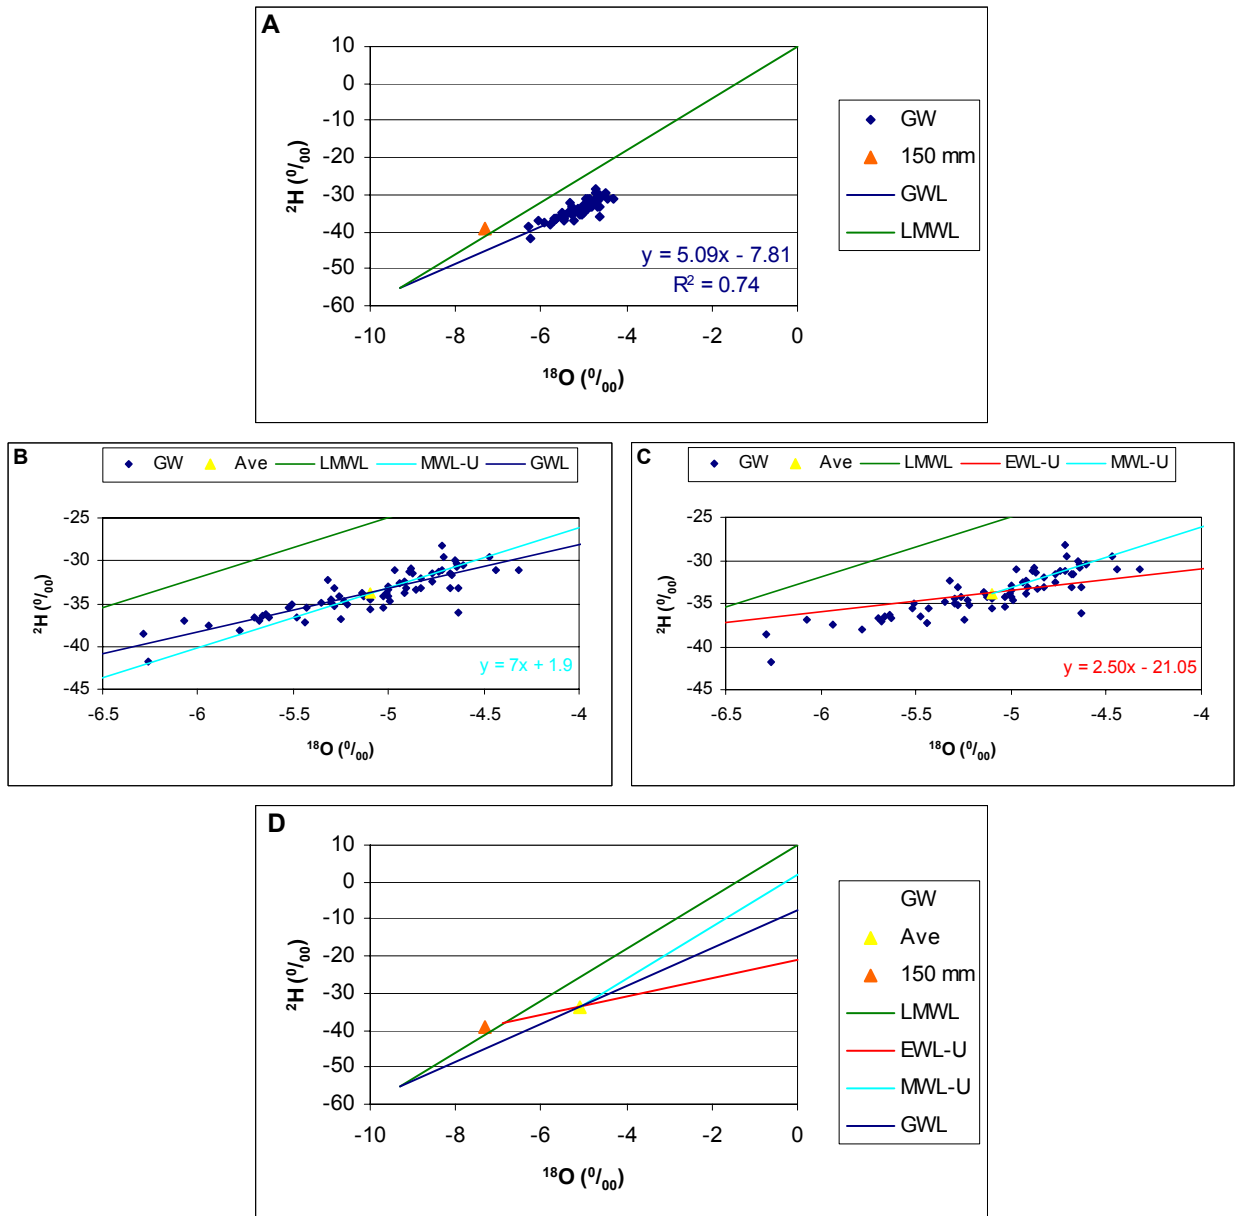 A
10
0
-10
-20
-30
-40
-50
-60
-10
-8
-6
-4
-2
0
²H (⁰/₀₀)
¹⁸O (⁰/₀₀)
y = 5.09x - 7.81
R² = 0.74
GW
150 mm
GWL
LMWL
B
GW
Ave
LMWL
MWL-U
GWL
-25
-30
-35
-40
-45
-6.5
-6
-5.5
-5
-4.5
-4
²H (⁰/₀₀)
¹⁸O (⁰/₀₀)
y = 7x + 1.9
C
GW
Ave
LMWL
EWL-U
MWL-U
-25
-30
-35
-40
-45
-6.5
-6
-5.5
-5
-4.5
-4
²H (⁰/₀₀)
¹⁸O (⁰/₀₀)
y = 2.50x - 21.05
D
10
0
-10
-20
-30
-40
-50
-60
-10
-8
-6
-4
-2
0
²H (⁰/₀₀)
¹⁸O (⁰/₀₀)
GW
Ave
150 mm
LMWL
EWL-U
MWL-U
GWL